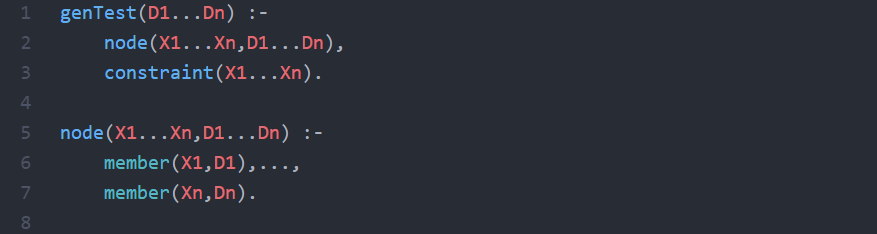 1 genTest(D1...Dn) :-
2 node(X1...Xn,D1...Dn),
3 constraint(X1...Xn).
4
5 node(X1...Xn,D1...Dn) :-
6 member(X1,D1),...,
7 member(Xn,Dn).
8